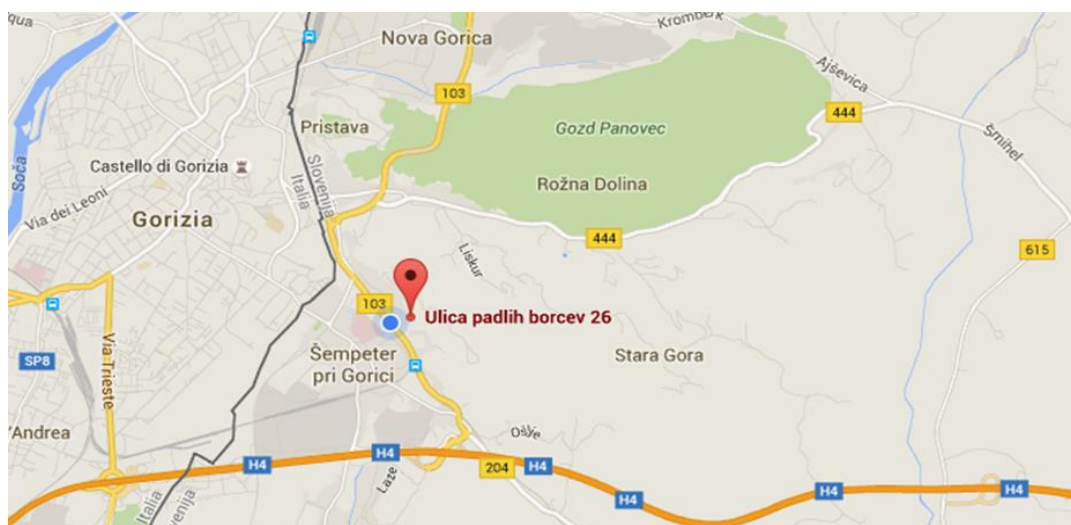 qua
Kromberk
Nova Gorica
Ajševica
103
444
Pristava
Gozd Panovec
Šmihel
Soča
Castello di Gorizia
Slovenija
Italia
Rožna Dolina
Via dei Leoni
Gorizia
444
615
Liskur
103
Ulica padlih borcev 26
SP8
Via Trieste
Šempeter
pri Gorici
Stara Gora
'Andrea
Ošje
H4
H4
204
H4
Laze
H4
H4
H4
Italia
venija